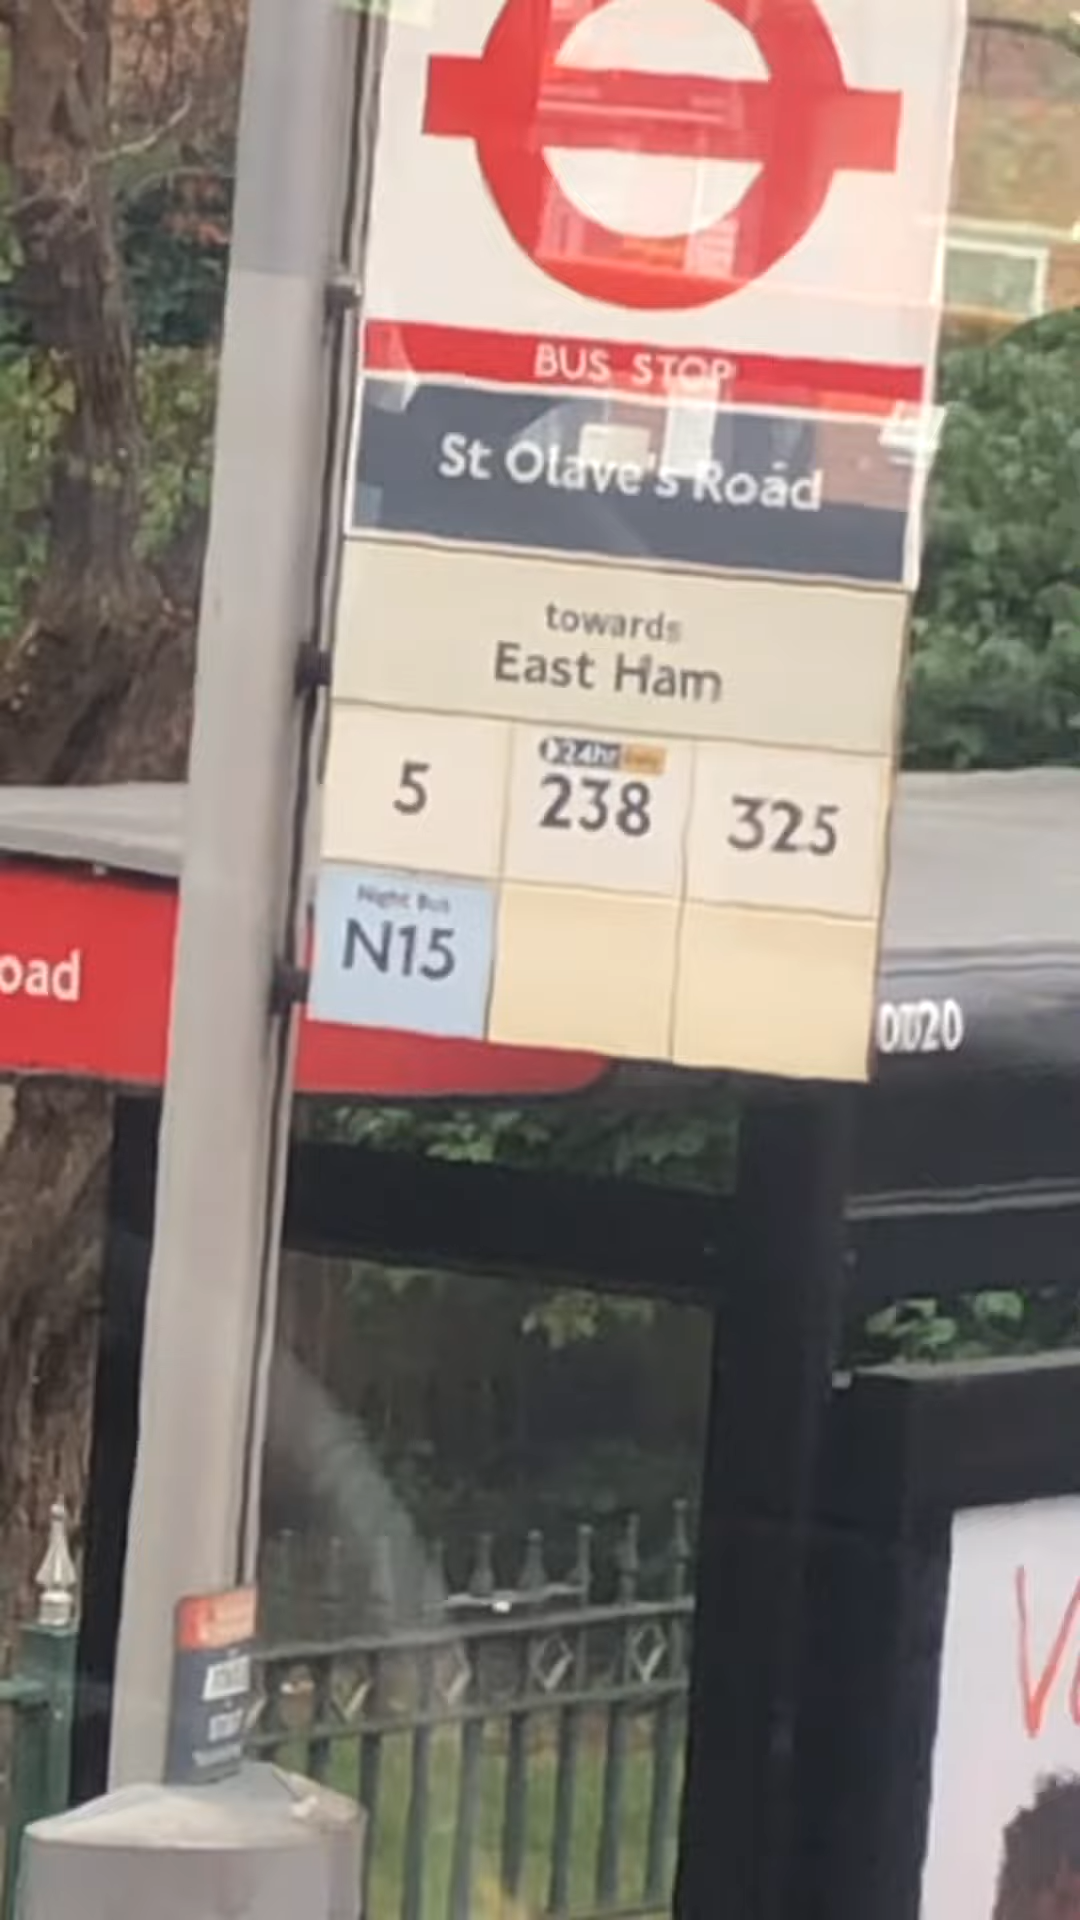 BUS STOP
St Olave's Road
towards
East Ham
5
24hr
238
325
Night Bus
N15
oad